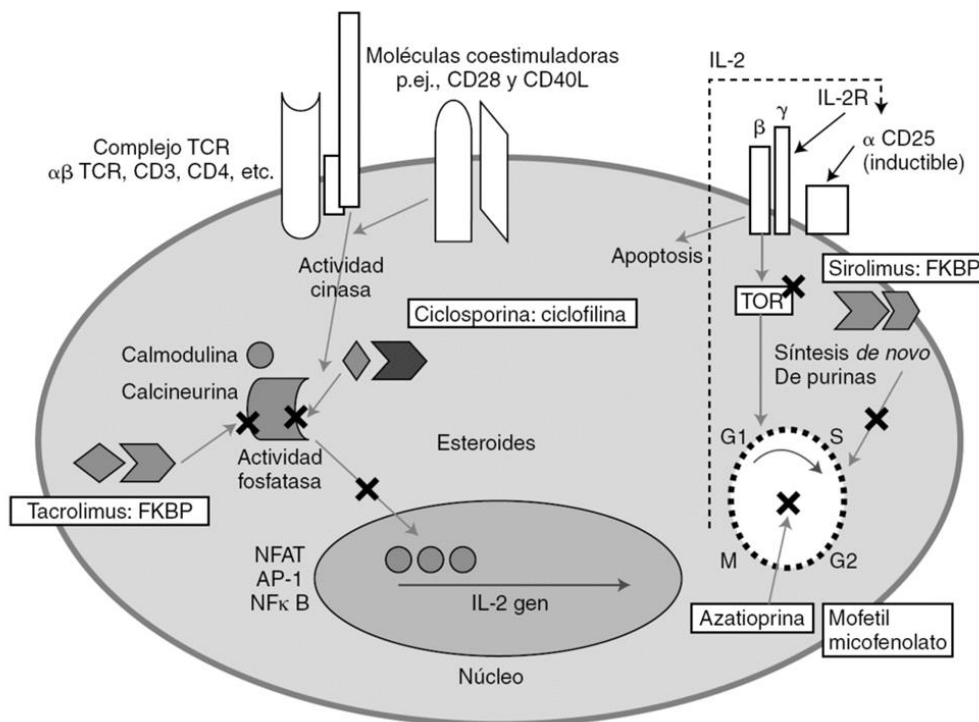 Moléculas coestimuladoras
p.ej., CD28 y CD40L
Complejo TCR
αβ TCR, CD3, CD4, etc.
IL-2
IL-2R
β
γ
α CD25
(inductible)
Apoptosis
Actividad
cinasa
Sirolimus: FKBP
TOR
Ciclosporina: ciclofilina
Calmodulina
Calcineurina
Síntesis de novo
De purinas
Esteroides
Actividad
fosfatasa
G1
S
Tacrolimus: FKBP
M
G2
NFAT
AP-1
NFκ B
IL-2 gen
Azatioprina
Mofetil
micofenolato
Núcleo